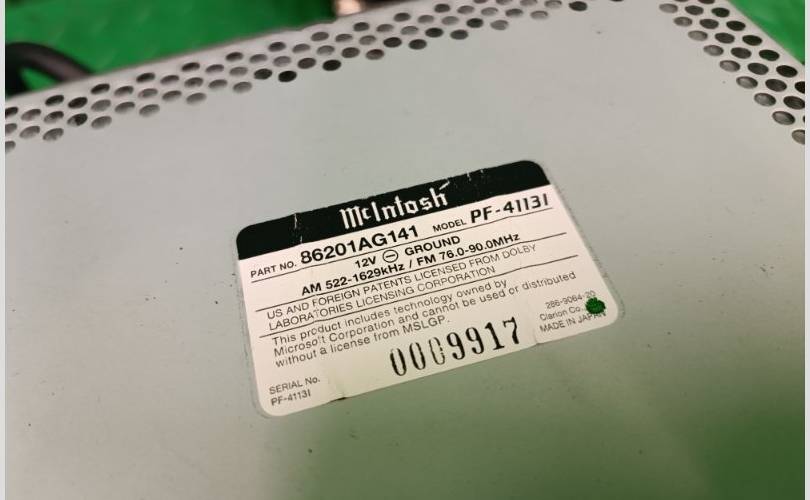 McIntosh
PART NO. 86201AG141 MODEL PF-4113I
12V ⊖ GROUND
AM 522-1629kHz / FM 76.0-90.0MHz
US AND FOREIGN PATENTS LICENSED FROM DOLBY
LABORATORIES LICENSING CORPORATION
This product includes technology owned by
Microsoft Corporation and cannot be used or distributed
without a license from MSLGP.
286-9064-20
Clarion Co.,
MADE IN JAPAN
SERIAL No. 0009917
PF-4113I